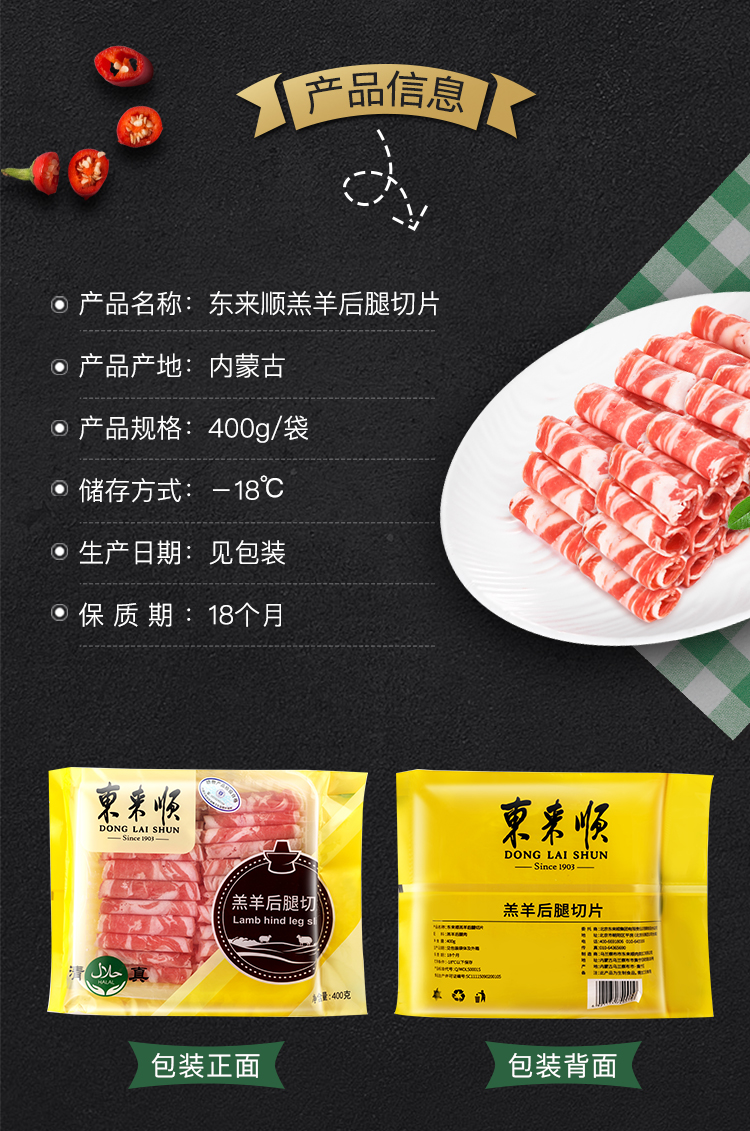 产品信息
产品名称：东来顺羔羊后腿切片
产品产地：内蒙古
产品规格：400g/袋
储存方式：－18℃
生产日期：见包装
保 质 期 ：18个月
東来順
DONG LAI SHUN
Since 1903
羔羊后腿切
Lamb hind leg sl
清
حلال
HALAL
真
净含量:400克
東来順
DONG LAI SHUN
Since 1903
羔羊后腿切片
包装正面
包装背面